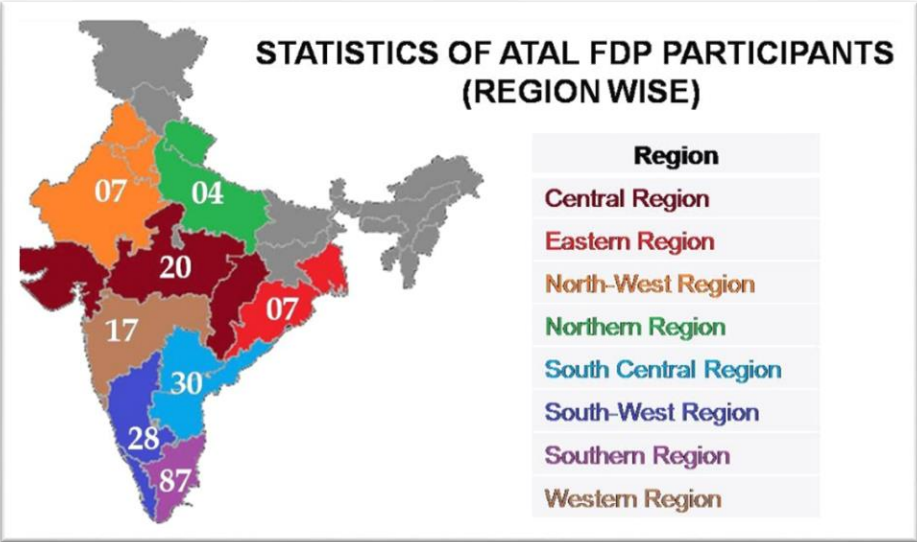 STATISTICS OF ATAL FDP PARTICIPANTS
(REGION WISE)
Region
Central Region
Eastern Region
North-West Region
Northern Region
South Central Region
South-West Region
Southern Region
Western Region
07
04
20
07
17
30
28
87